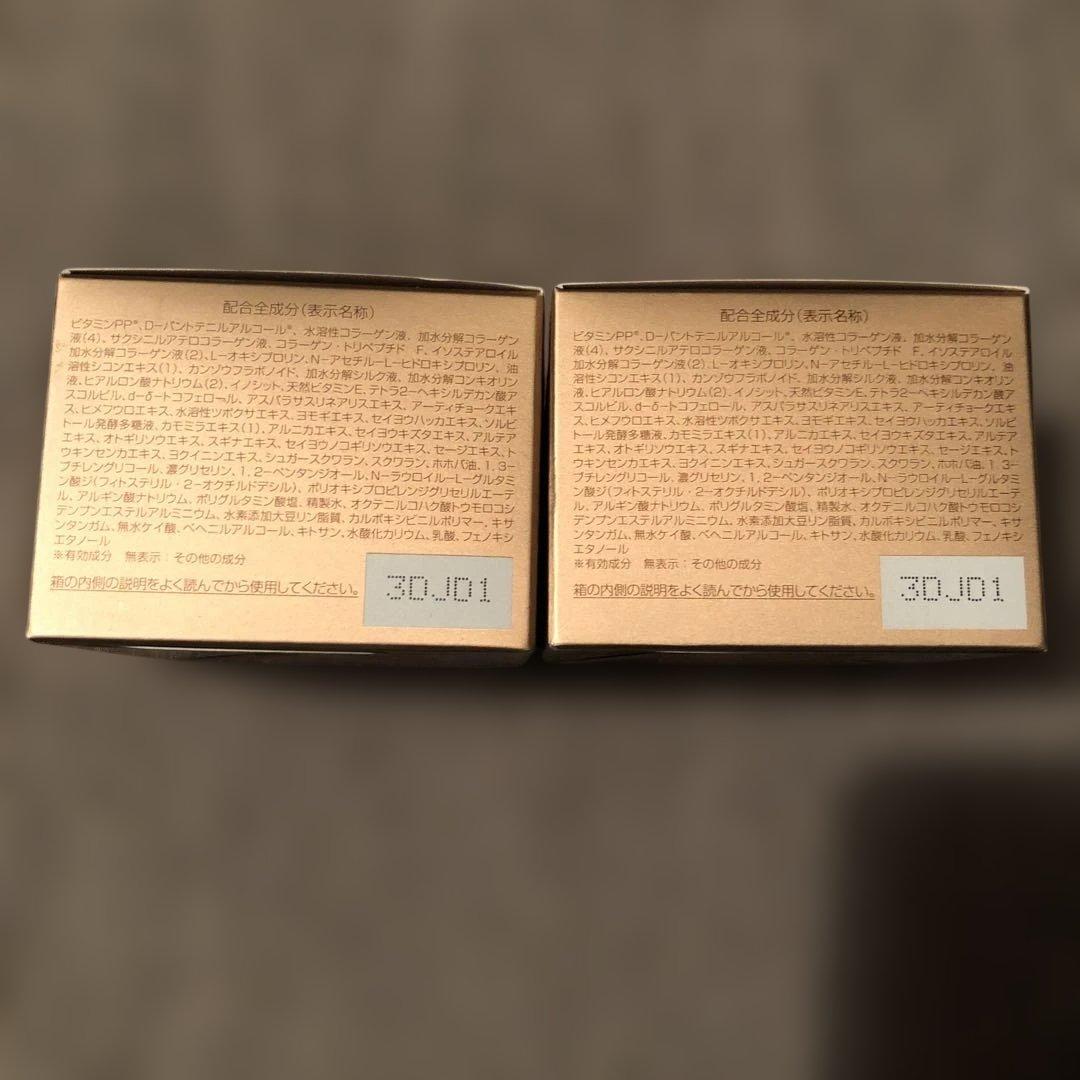 配合全成分(表示名称)
ビタミンPP※、D-パントテニルアルコール※、水溶性コラーゲン液、加水分解コラーゲン
液(4)、サクシニルアテロコラーゲン液、コラーゲン・トリペプチド F、イソステアロイル
加水分解コラーゲン液(2)、L-オキシプロリン、N-アセチル-L-ヒドロキシプロリン、油
溶性シコンエキス(1)、カンゾウフラボノイド、加水分解シルク液、加水分解コンキオリン
液、ヒアルロン酸ナトリウム(2)、イノシット、天然ビタミンE、テトラ2-ヘキシルデカン酸ア
スコルビル、d-δ-トコフェロール、アスパラサスリネアリスエキス、アーティチョークエキ
ス、ヒメフウロエキス、水溶性ツボクサエキス、ヨモギエキス、セイヨウハッカエキス、ソルビ
トール発酵多糖液、カモミラエキス(1)、アルニカエキス、セイヨウキズタエキス、アルテア
エキス、オトギリソウエキス、スギナエキス、セイヨウノコギリソウエキス、セージエキス、ト
ウキンセンカエキス、ヨクイニンエキス、シュガースクワラン、スクワラン、ホホバ油、1,3-
ブチレングリコール、濃グリセリン、1,2-ペンタンジオール、N-ラウロイル-L-グルタミ
ン酸ジ(フィトステリル・2-オクチルドデシル)、ポリオキシプロピレンジグリセリルエーテ
ル、アルギン酸ナトリウム、ポリグルタミン酸塩、精製水、オクテニルコハク酸トウモロコシ
デンプンエステルアルミニウム、水素添加大豆リン脂質、カルボキシビニルポリマー、キサ
ンタンガム、無水ケイ酸、ベヘニルアルコール、キトサン、水酸化カリウム、乳酸、フェノキシ
エタノール
※有効成分 無表示:その他の成分
箱の内側の説明をよく読んでから使用してください。
3DJD1
配合全成分(表示名称)
ビタミンPP※、D-パントテニルアルコール※、水溶性コラーゲン液、加水分解コラーゲン
液(4)、サクシニルアテロコラーゲン液、コラーゲン・トリペプチド F、イソステアロイル
加水分解コラーゲン液(2)、L-オキシプロリン、N-アセチル-L-ヒドロキシプロリン、油
溶性シコンエキス(1)、カンゾウフラボノイド、加水分解シルク液、加水分解コンキオリン
液、ヒアルロン酸ナトリウム(2)、イノシット、天然ビタミンE、テトラ2-ヘキシルデカン酸ア
スコルビル、d-δ-トコフェロール、アスパラサスリネアリスエキス、アーティチョークエキ
ス、ヒメフウロエキス、水溶性ツボクサエキス、ヨモギエキス、セイヨウハッカエキス、ソルビ
トール発酵多糖液、カモミラエキス(1)、アルニカエキス、セイヨウキズタエキス、アルテア
エキス、オトギリソウエキス、スギナエキス、セイヨウノコギリソウエキス、セージエキス、ト
ウキンセンカエキス、ヨクイニンエキス、シュガースクワラン、スクワラン、ホホバ油、1,3-
ブチレングリコール、濃グリセリン、1,2-ペンタンジオール、N-ラウロイル-L-グルタミ
ン酸ジ(フィトステリル・2-オクチルドデシル)、ポリオキシプロピレンジグリセリルエーテ
ル、アルギン酸ナトリウム、ポリグルタミン酸塩、精製水、オクテニルコハク酸トウモロコシ
デンプンエステルアルミニウム、水素添加大豆リン脂質、カルボキシビニルポリマー、キサ
ンタンガム、無水ケイ酸、ベヘニルアルコール、キトサン、水酸化カリウム、乳酸、フェノキシ
エタノール
※有効成分 無表示:その他の成分
箱の内側の説明をよく読んでから使用してください。
3DJD1